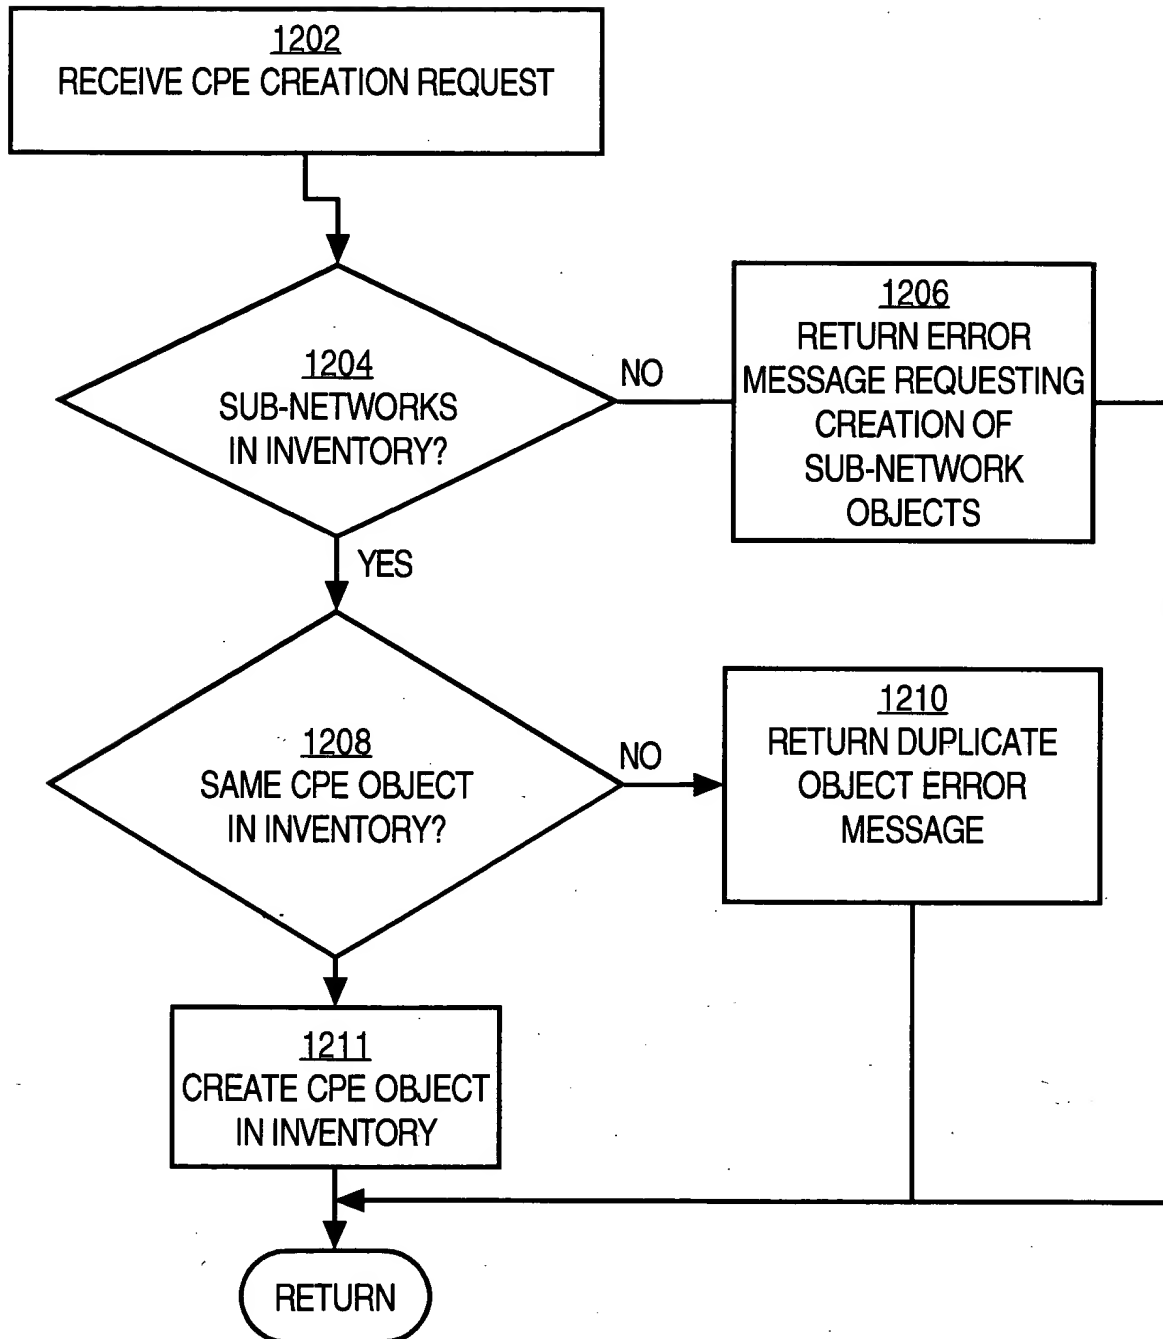 1202
RECEIVE CPE CREATION REQUEST
1204
SUB-NETWORKS
IN INVENTORY?
NO
1206
RETURN ERROR
MESSAGE REQUESTING
CREATION OF
SUB-NETWORK
OBJECTS
YES
1208
SAME CPE OBJECT
IN INVENTORY?
NO
1210
RETURN DUPLICATE
OBJECT ERROR
MESSAGE
1211
CREATE CPE OBJECT
IN INVENTORY
RETURN